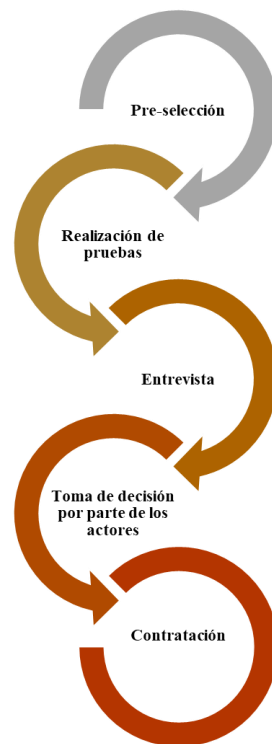 Pre-selección
Realización de
pruebas
Entrevista
Toma de decisión
por parte de los
actores
Contratación